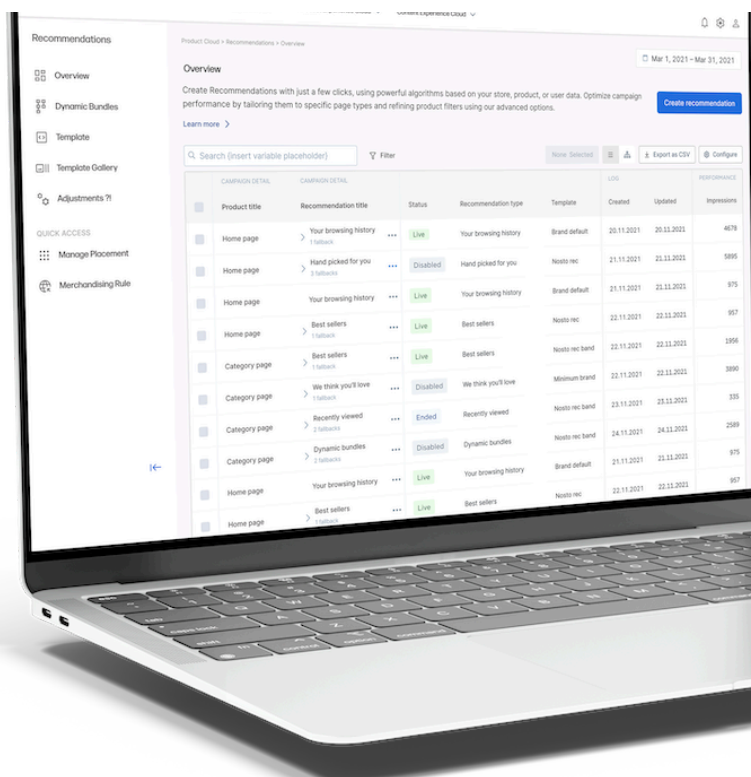 Content Experience Cloud
Recommendations
Overview
Dynamic Bundles
Template
Template Gallery
Adjustments ?!
QUICK ACCESS
Manage Placement
Merchandising Rule
Product Cloud > Recommendations > Overview
Mar 1, 2021 – Mar 31, 2021
Overview
Create Recommendations with just a few clicks, using powerful algorithms based on your store, product, or user data. Optimize campaign
performance by tailoring them to specific page types and refining product filters using our advanced options.
Create recommendation
Learn more >
Search (insert variable placeholder) Filter None Selected Export as CSV Configure
CAMPAIGN DETAIL CAMPAIGN DETAIL LOG PERFORMANCE
Product title Recommendation title Status Recommendation type Template Created Updated Impressions
Home page > Your browsing history ••• Live Your browsing history Brand default 20.11.2021 20.11.2021 4678
1 fallback
Home page > Hand picked for you ••• Disabled Hand picked for you Nosto rec 21.11.2021 21.11.2021 5895
3 fallbacks
Home page Your browsing history ••• Live Your browsing history Brand default 21.11.2021 21.11.2021 975
Home page > Best sellers ••• Live Best sellers Nosto rec 22.11.2021 22.11.2021 957
1 fallback
Category page > Best sellers ••• Live Best sellers Nosto rec band 22.11.2021 22.11.2021 1956
1 fallback
Category page > We think you'll love ••• Disabled We think you'll love Minimum brand 22.11.2021 22.11.2021 3890
1 fallback
Category page > Recently viewed ••• Ended Recently viewed Nosto rec band 23.11.2021 23.11.2021 335
2 fallbacks
Category page > Dynamic bundles ••• Disabled Dynamic bundles Nosto rec band 24.11.2021 24.11.2021 2589
2 fallbacks
Home page Your browsing history ••• Live Your browsing history Brand default 21.11.2021 21.11.2021 975
Home page > Best sellers ••• Live Best sellers Nosto rec 22.11.2021 22.11.2021 957
1 fallback
esc
tab
caps lock
shift
fn control option command